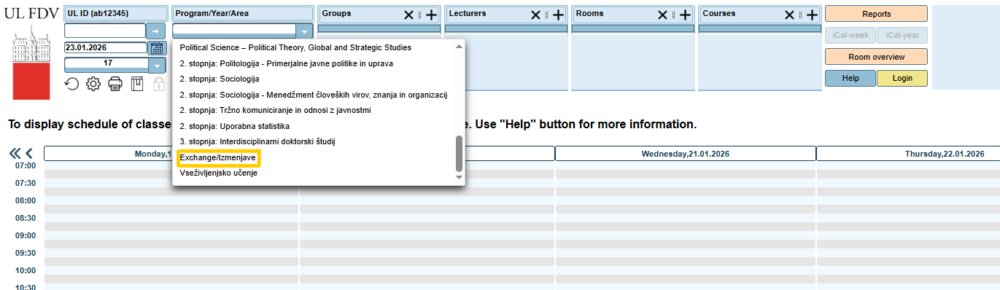 UL FDV
UL ID (ab12345)
Program/Year/Area
Groups
Lecturers
Rooms
Courses
Reports
23.01.2026
iCal-week
iCal-year
17
Room overview
Help
Login
Political Science – Political Theory, Global and Strategic Studies
2. stopnja: Politologija - Primerjalne javne politike in uprava
2. stopnja: Sociologija
2. stopnja: Sociologija - Menedžment človeških virov, znanja in organizacij
2. stopnja: Tržno komuniciranje in odnosi z javnostmi
2. stopnja: Uporabna statistika
3. stopnja: Interdisciplinarni doktorski študij
Exchange/Izmenjave
Vseživljenjsko učenje
To display schedule of classe
e. Use "Help" button for more information.
Monday,1
Wednesday,21.01.2026
Thursday,22.01.2026
07:00
07:30
08:00
08:30
09:00
09:30
10:00
10:30